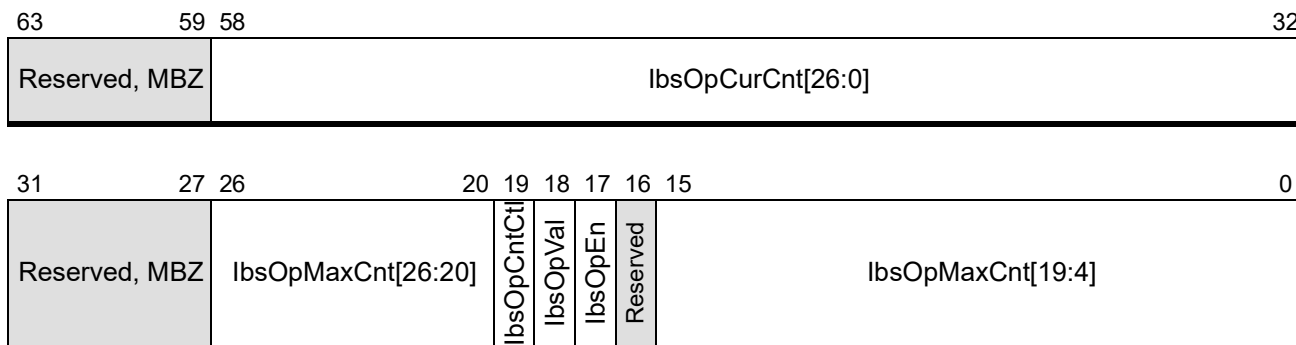 63 59 58 32
Reserved, MBZ IbsOpCurCnt[26:0]
31 27 26 20 19 18 17 16 15 0
Reserved, MBZ IbsOpMaxCnt[26:20] IbsOpCntCtl IbsOpVal IbsOpEn Reserved IbsOpMaxCnt[19:4]